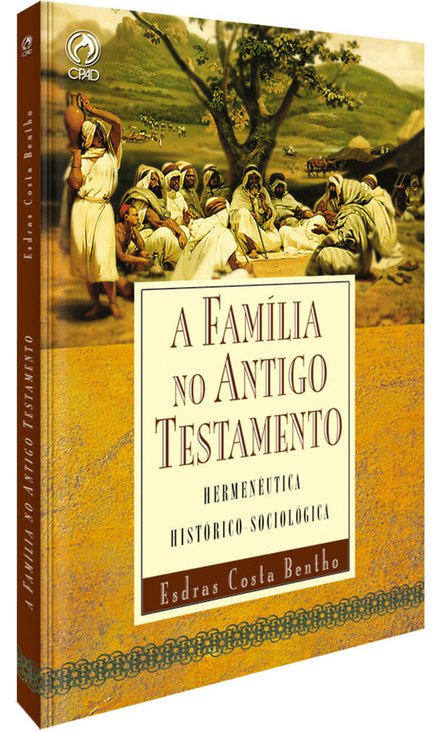 CPAD
A FAMÍLIA
NO ANTIGO
TESTAMENTO
HERMENÊUTICA
HISTÓRICO-SOCIOLÓGICA
Esdras Costa Bentho
A FAMÍLIA NO ANTIGO TESTAMENTO
Esdras Costa Bentho